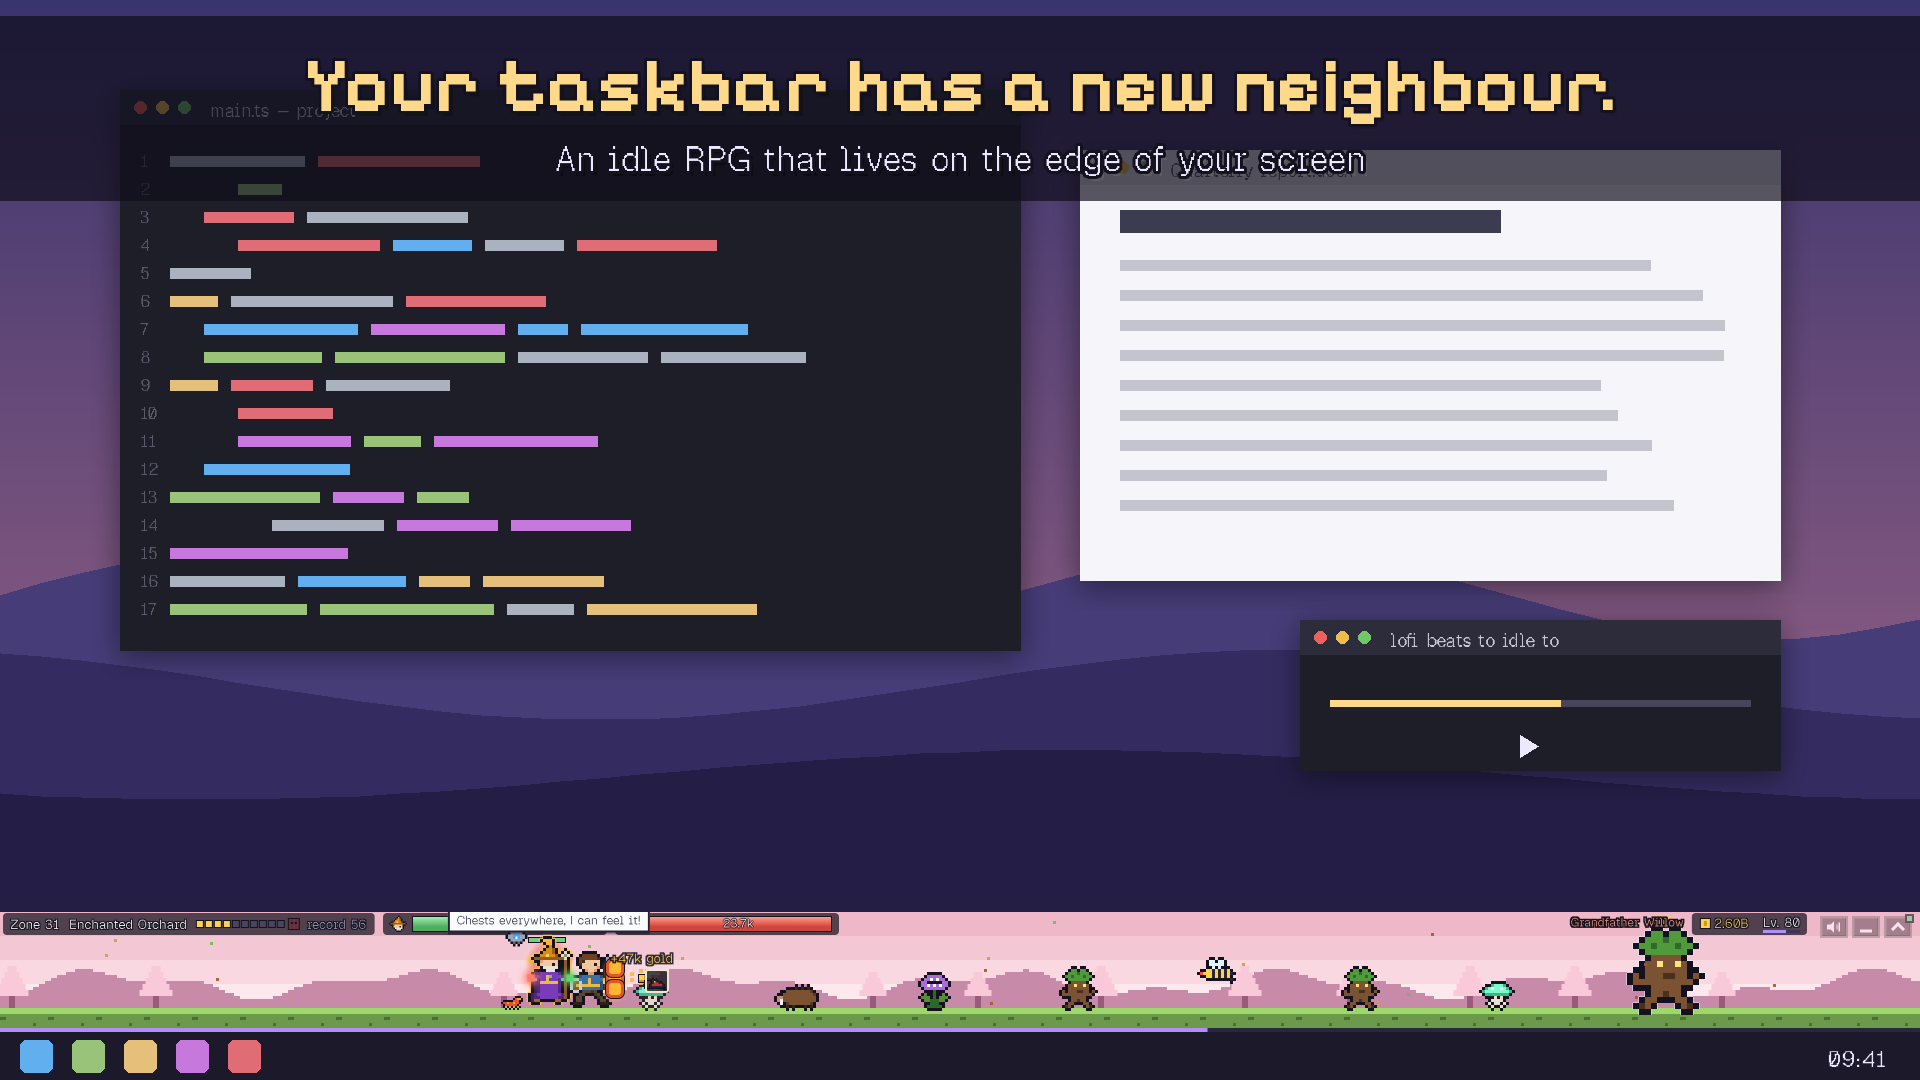 Your taskbar has a new neighbour.
An idle RPG that lives on the edge of your screen
main.ts — project
1
2
3
4
5
6
7
8
9
10
11
12
13
14
15
16
17
lofi beats to idle to
Zone 31 Enchanted Orchard record 56
Chests everywhere, I can feel it!
23.7k
Grandfather Willow
2.60B
Lv. 80
+47k gold
09:41